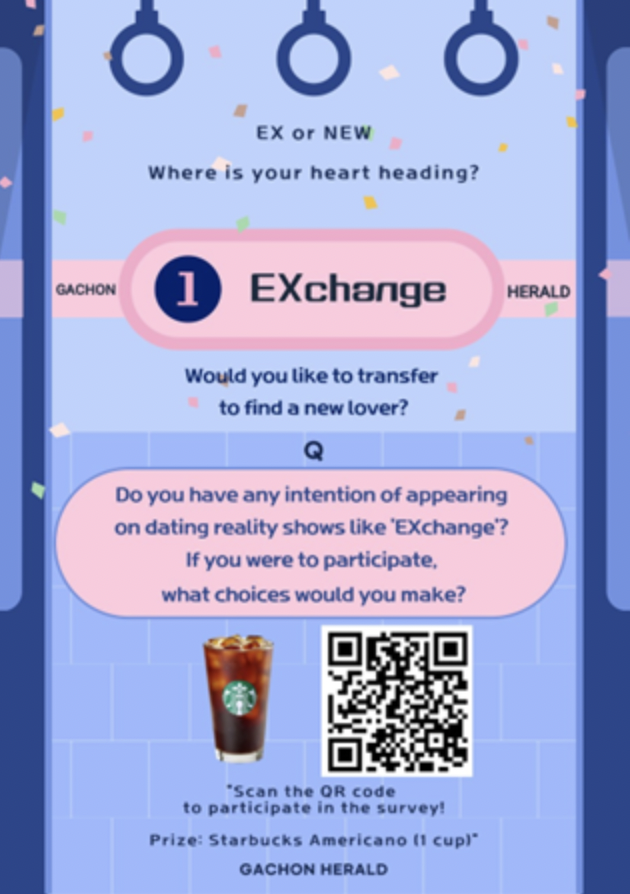 EX or NEW
Where is your heart heading?
GACHON
1
EXchange
HERALD
Would you like to transfer
to find a new lover?
Q
Do you have any intention of appearing
on dating reality shows like 'EXchange'?
If you were to participate,
what choices would you make?
"Scan the QR code
to participate in the survey!
Prize: Starbucks Americano (1 cup)"
GACHON HERALD